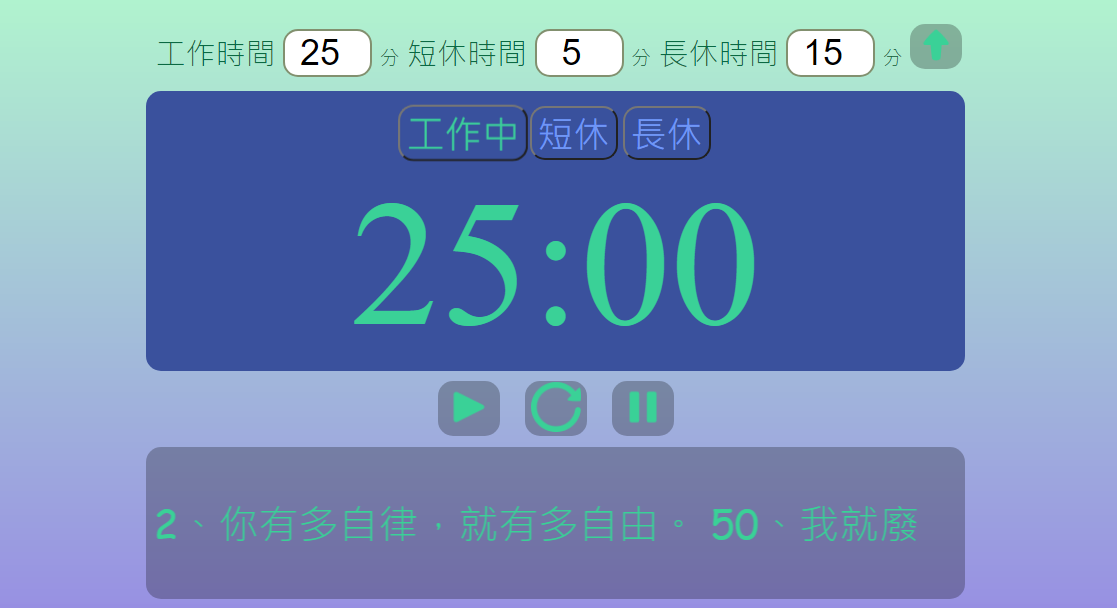 工作時間 25 分 短休時間 5 分 長休時間 15 分
工作中 短休 長休
25:00
2、你有多自律，就有多自由。 50、我就廢